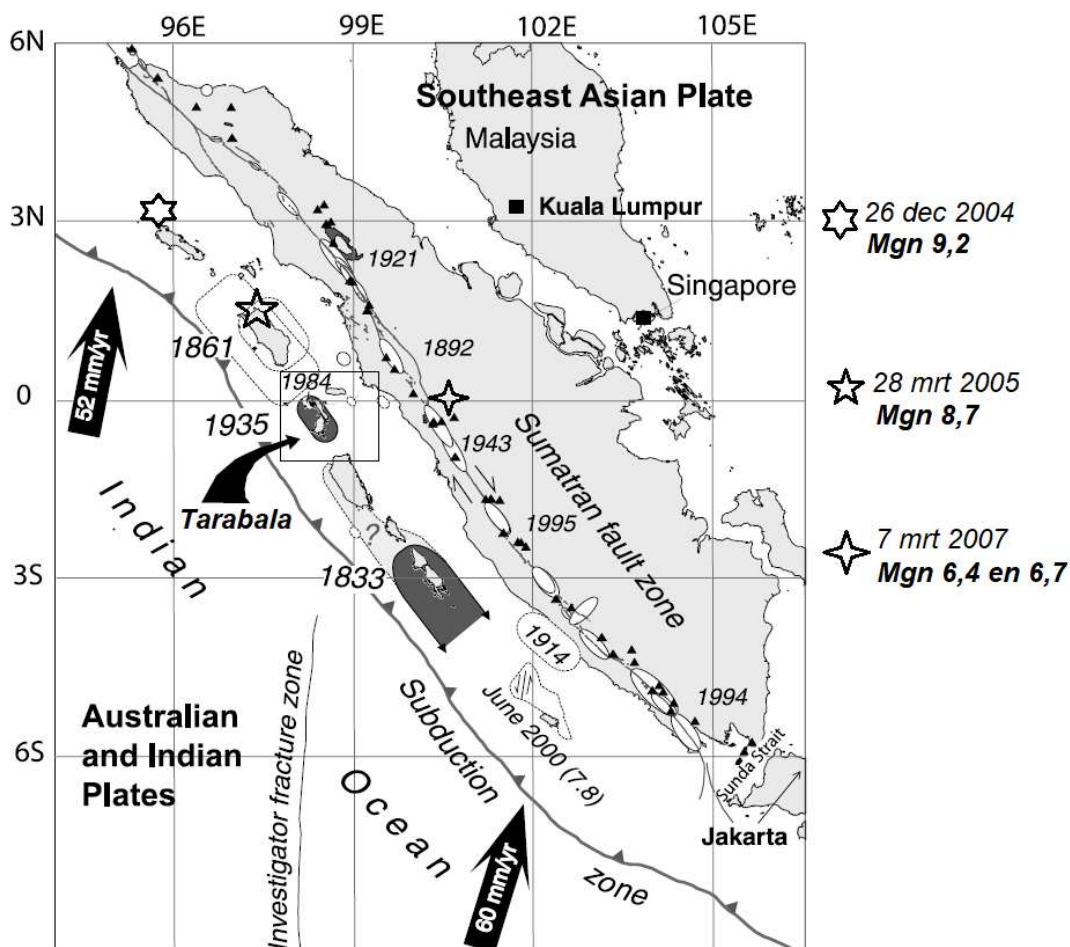 96E 99E 102E 105E
6N
3N
0
3S
6S
Southeast Asian Plate
Malaysia
Kuala Lumpur
Singapore
1921
1861
1892
1984
1935
1943
Tarabala
Sumatran fault zone
1995
?
1833
1914
1994
June 2000 (7.8)
Sunda Strait
Jakarta
52 mm/yr
60 mm/yr
Indian
Ocean
Subduction
zone
Australian
and Indian
Plates
Investigator fracture zone
26 dec 2004
Mgn 9,2
28 mrt 2005
Mgn 8,7
7 mrt 2007
Mgn 6,4 en 6,7